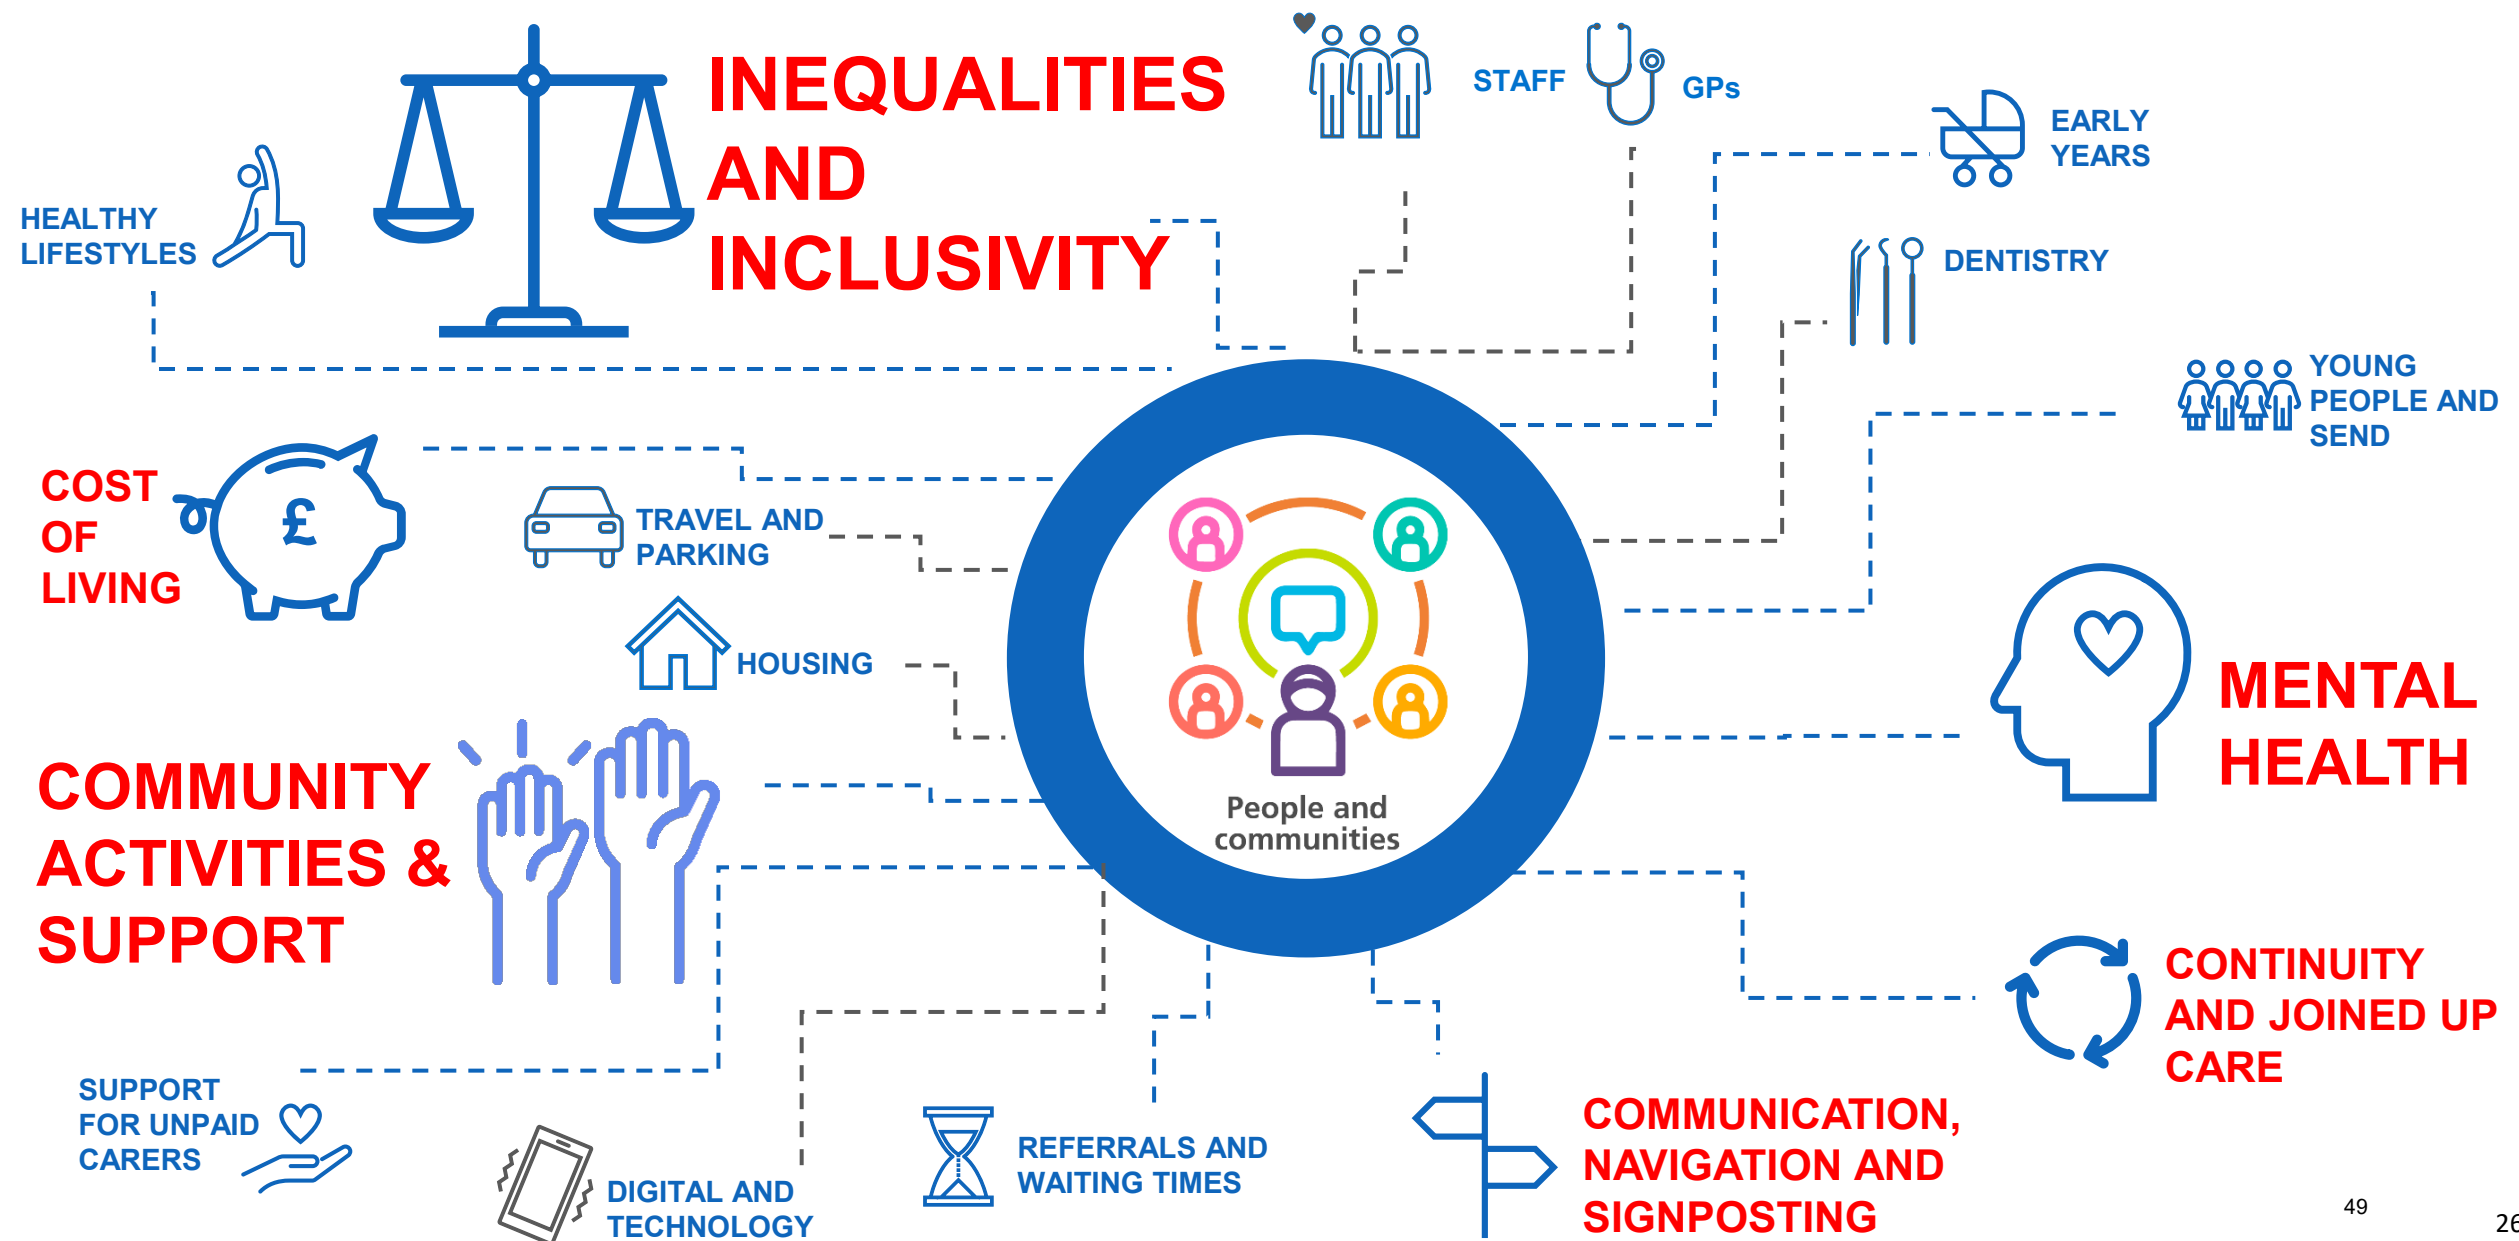 INEQUALITIES
AND
INCLUSIVITY
STAFF
GPs
EARLY
YEARS
HEALTHY
LIFESTYLES
DENTISTRY
YOUNG
PEOPLE AND
SEND
COST
OF
LIVING
£
TRAVEL AND
PARKING
HOUSING
MENTAL
HEALTH
COMMUNITY
ACTIVITIES &
SUPPORT
People and
communities
CONTINUITY
AND JOINED UP
CARE
SUPPORT
FOR UNPAID
CARERS
DIGITAL AND
TECHNOLOGY
REFERRALS AND
WAITING TIMES
COMMUNICATION,
NAVIGATION AND
SIGNPOSTING
49
26